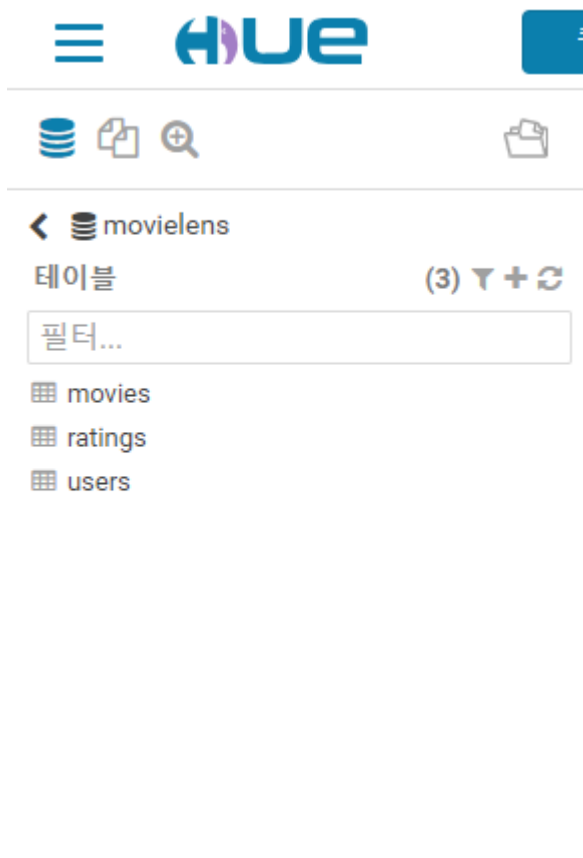 HUE
movielens
테이블 (3)
필터...
movies
ratings
users